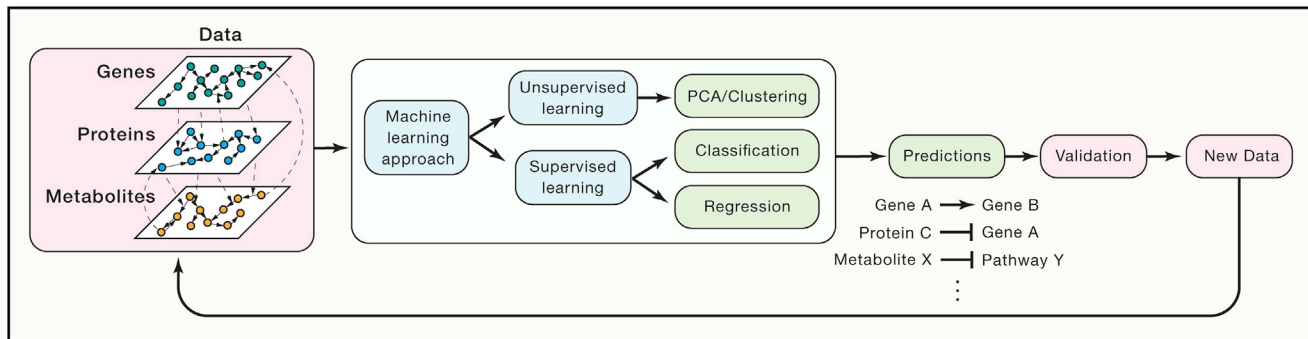 Data
Genes
Proteins
Metabolites
Machine
learning
approach
Unsupervised
learning
Supervised
learning
PCA/Clustering
Classification
Regression
Predictions
Validation
New Data
Gene A Gene B
Protein C Gene A
Metabolite X Pathway Y
⋮